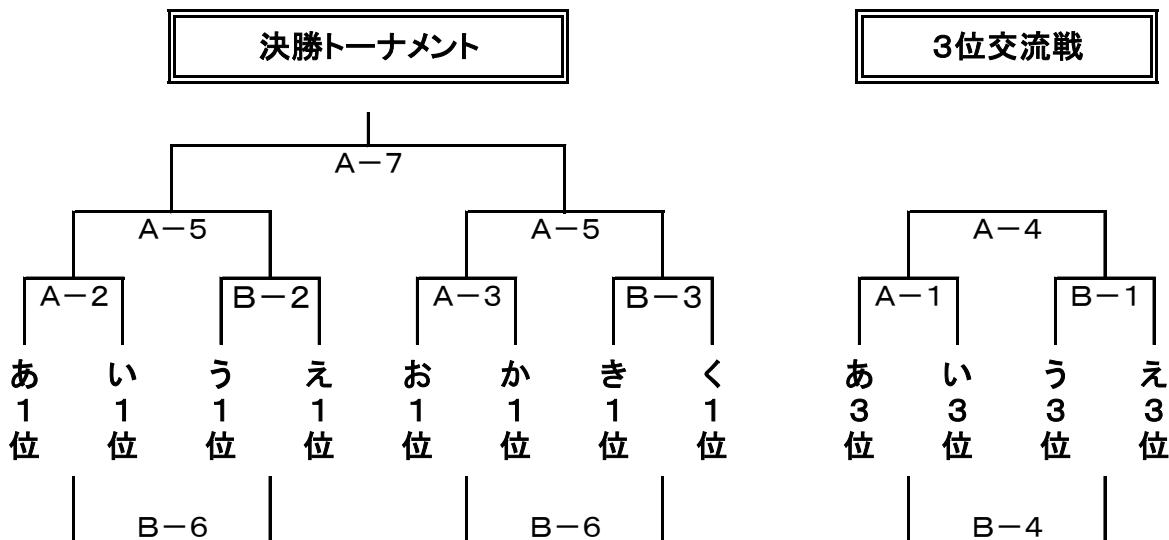 決勝トーナメント
３位交流戦
Ａ－７
Ａ－５
Ａ－５
Ａ－４
Ａ－２
Ｂ－２
Ａ－３
Ｂ－３
Ａ－１
Ｂ－１
あ１位
い１位
う１位
え１位
お１位
か１位
き１位
く１位
あ３位
い３位
う３位
え３位
Ｂ－６
Ｂ－６
Ｂ－４